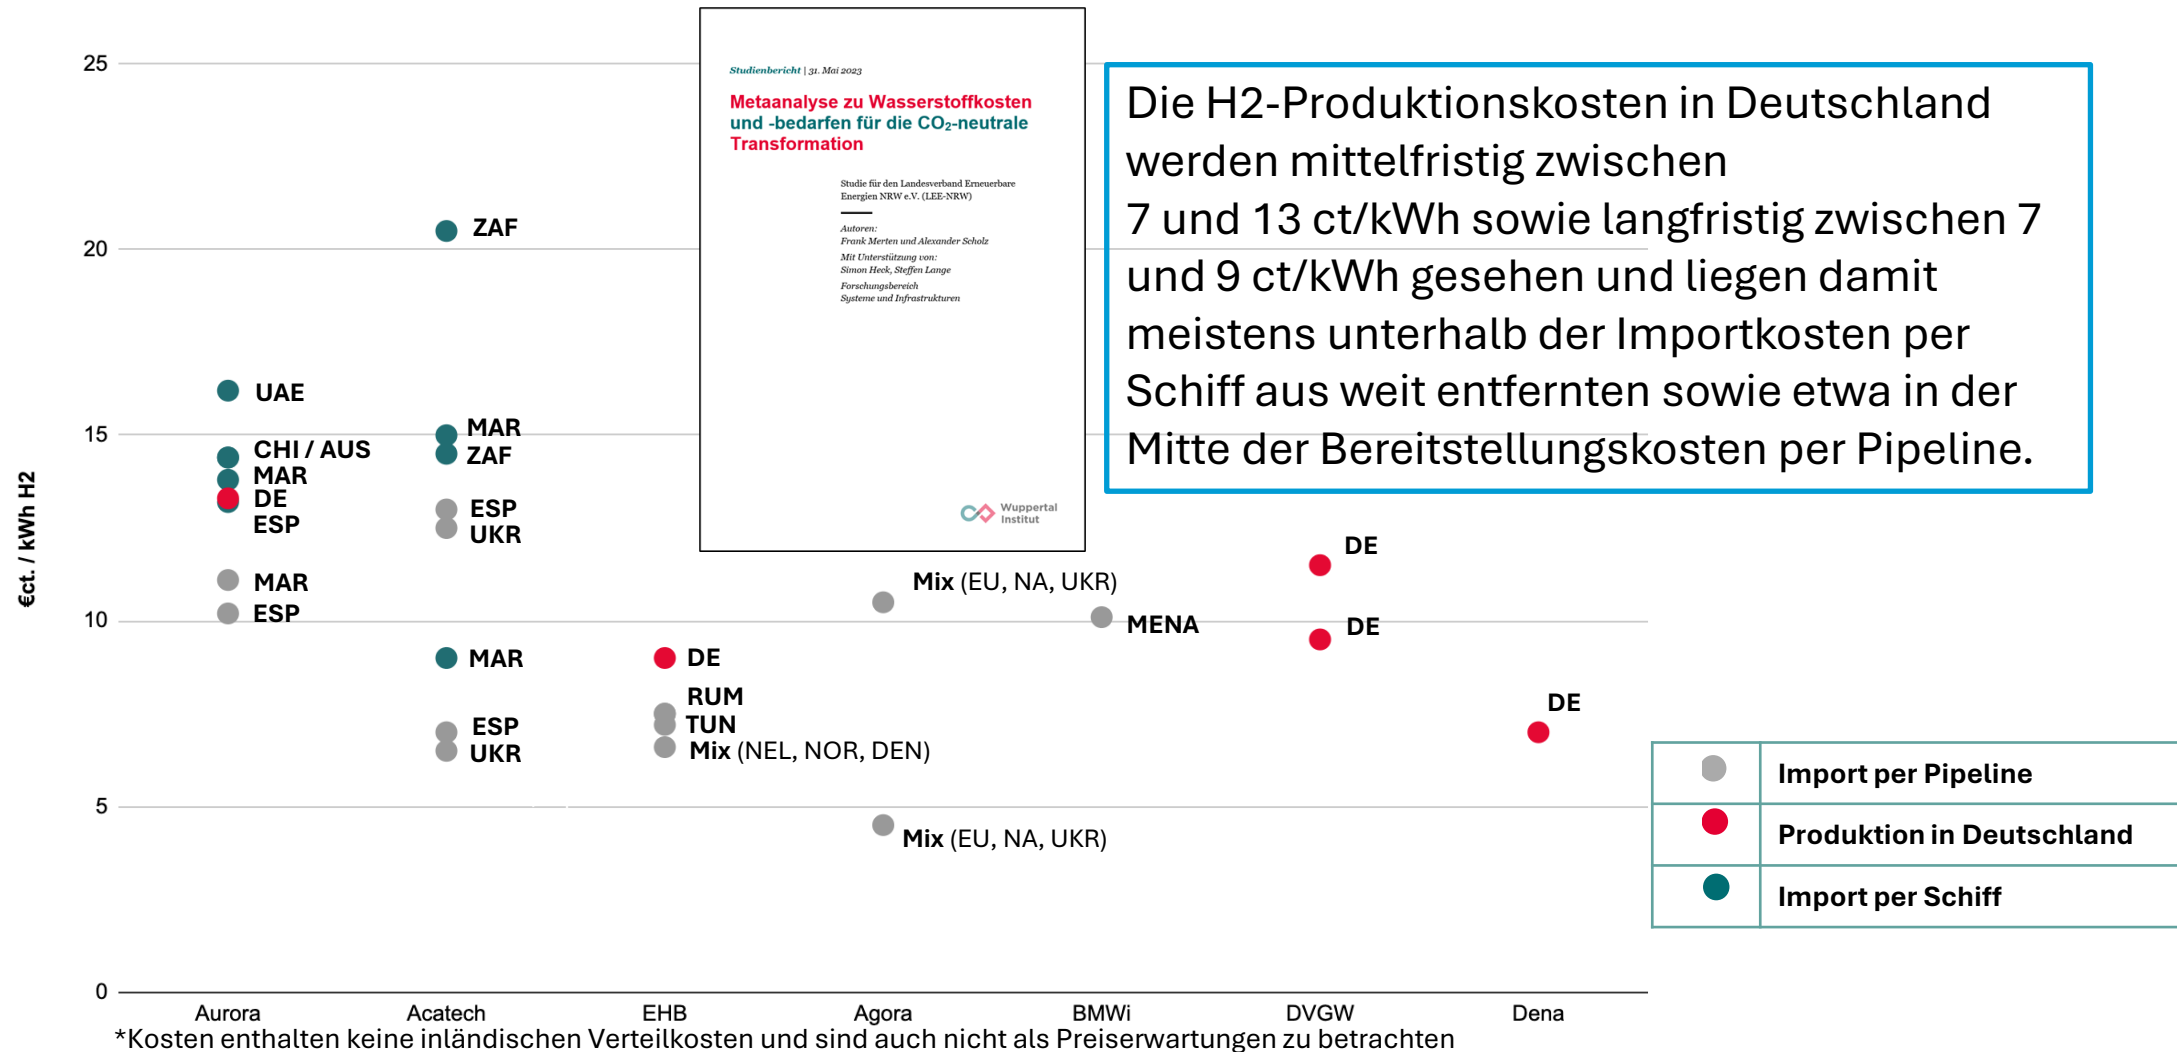 25
20
15
10
5
0
€ct. / kWh H2
Studienbericht | 31. Mai 2023
Metaanalyse zu Wasserstoffkosten
und -bedarfen für die CO₂-neutrale
Transformation
Studie für den Landesverband Erneuerbare
Energien NRW e.V. (LEE-NRW)
Autoren:
Frank Merten und Alexander Scholz
Mit Unterstützung von:
Simon Heck, Steffen Lange
Forschungsbereich
Systeme und Infrastrukturen
Wuppertal
Institut
Die H2-Produktionskosten in Deutschland
werden mittelfristig zwischen
7 und 13 ct/kWh sowie langfristig zwischen 7
und 9 ct/kWh gesehen und liegen damit
meistens unterhalb der Importkosten per
Schiff aus weit entfernten sowie etwa in der
Mitte der Bereitstellungskosten per Pipeline.
UAE
CHI / AUS
MAR
DE
ESP
MAR
ESP
ZAF
MAR
ZAF
ESP
UKR
MAR
ESP
UKR
DE
RUM
TUN
Mix (NEL, NOR, DEN)
Mix (EU, NA, UKR)
Mix (EU, NA, UKR)
MENA
DE
DE
DE
Import per Pipeline
Produktion in Deutschland
Import per Schiff
Aurora
Acatech
EHB
Agora
BMWi
DVGW
Dena
*Kosten enthalten keine inländischen Verteilkosten und sind auch nicht als Preiserwartungen zu betrachten